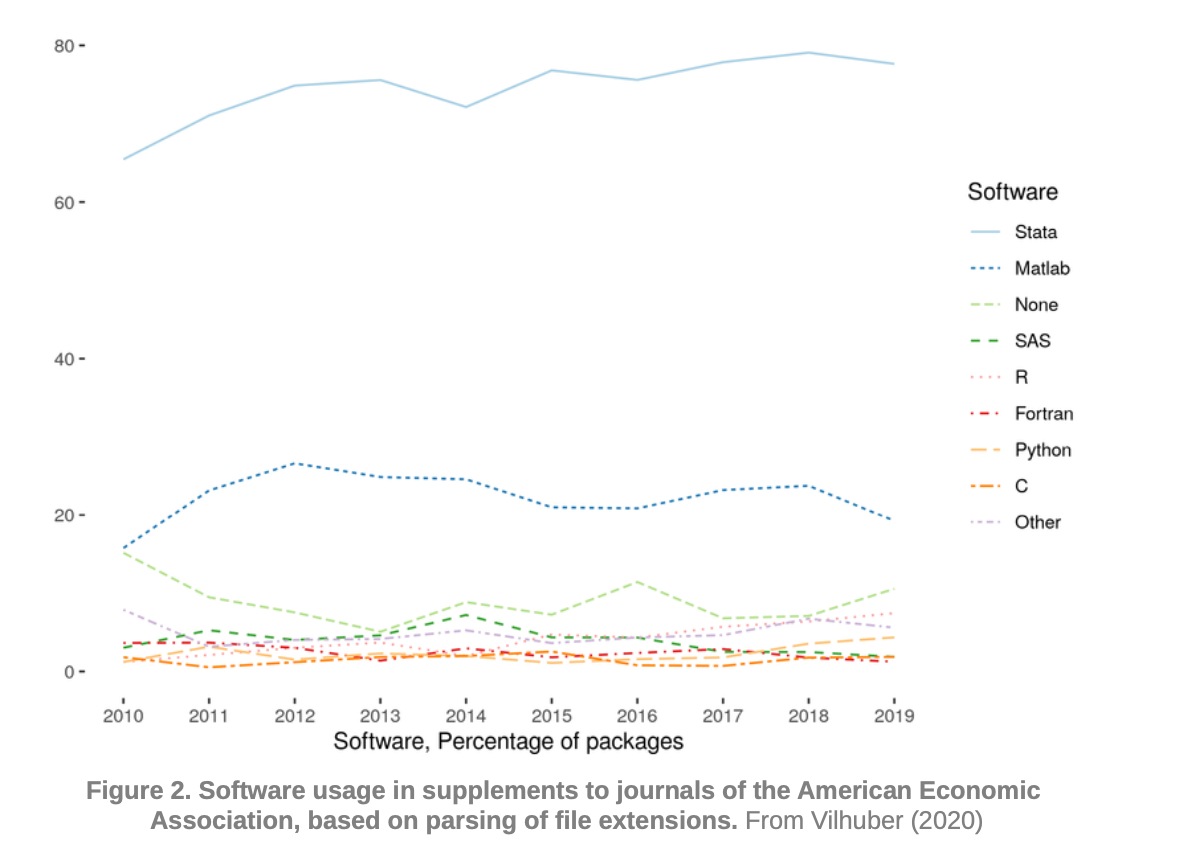 80
60
40
20
0
2010 2011 2012 2013 2014 2015 2016 2017 2018 2019
Software, Percentage of packages
Software
Stata
Matlab
None
SAS
R
Fortran
Python
C
Other
Figure 2. Software usage in supplements to journals of the American Economic
Association, based on parsing of file extensions. From Vilhuber (2020)